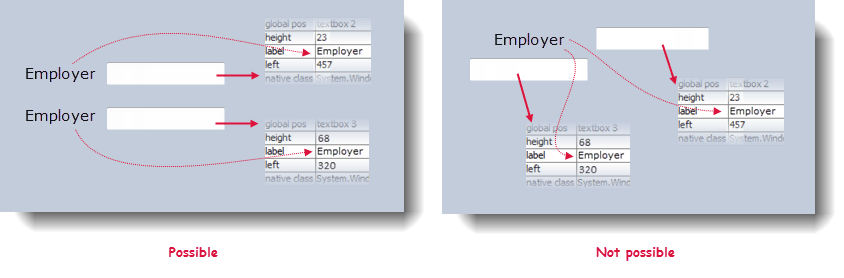 global pos textbox 2
height 23
label Employer
left 457
native class System.Windo
Employer
Employer
global pos textbox 3
height 68
label Employer
left 320
native class System.Wind
Possible
Employer
global pos textbox 2
height 23
label Employer
left 457
native class System.Windo
global pos textbox 3
height 68
label Employer
left 320
native class System.Wind
Not possible